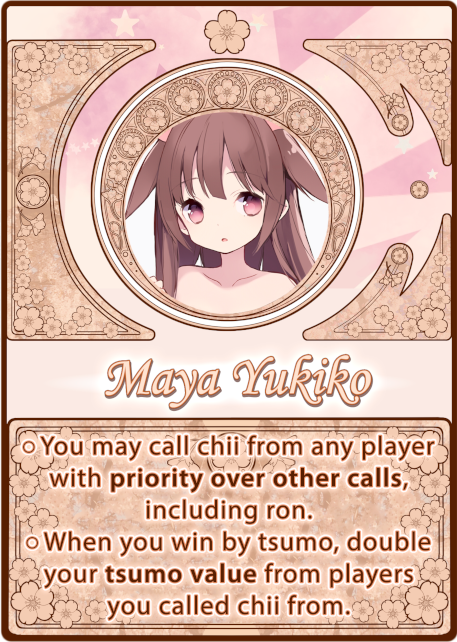 Maya Yukiko
○ You may call chii from any player
with priority over other calls,
including ron.
○ When you win by tsumo, double
your tsumo value from players
you called chii from.